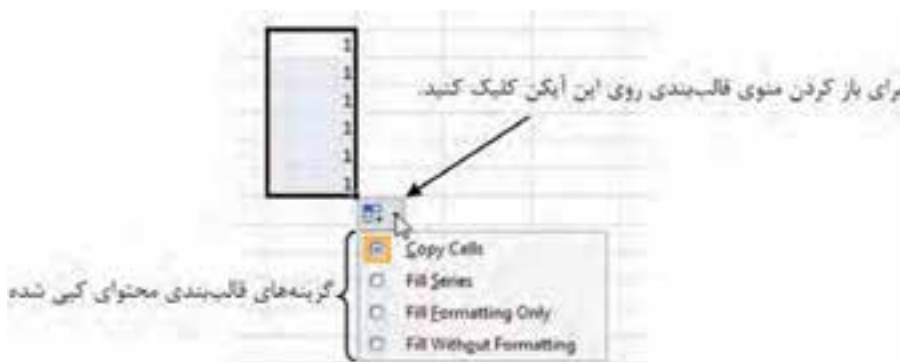 1
1
1
1
1
1
برای باز کردن منوی قالب‌بندی روی این آیکن کلیک کنید.
Copy Cells
Fill Series
Fill Formatting Only
Fill Without Formatting
گزینه‌های قالب‌بندی محتوای کپی شده